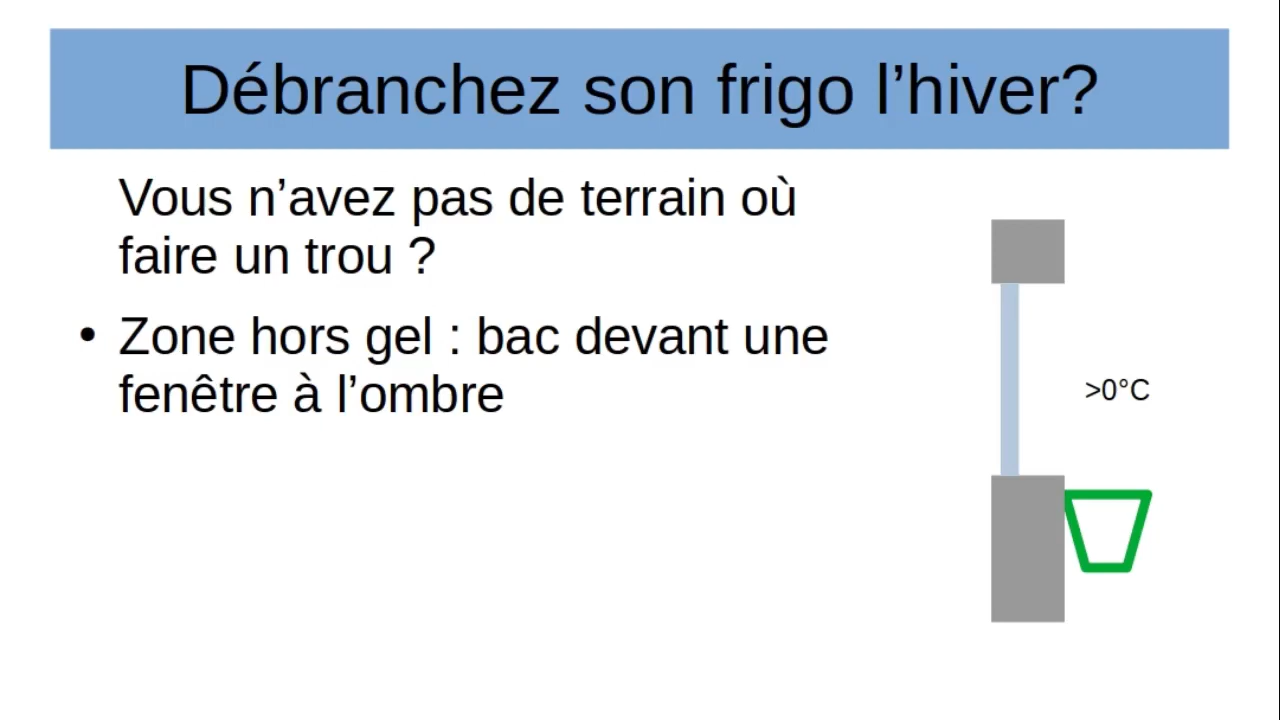 Débranchez son frigo l’hiver?
Vous n’avez pas de terrain où
faire un trou ?
• Zone hors gel : bac devant une
fenêtre à l’ombre
>0°C